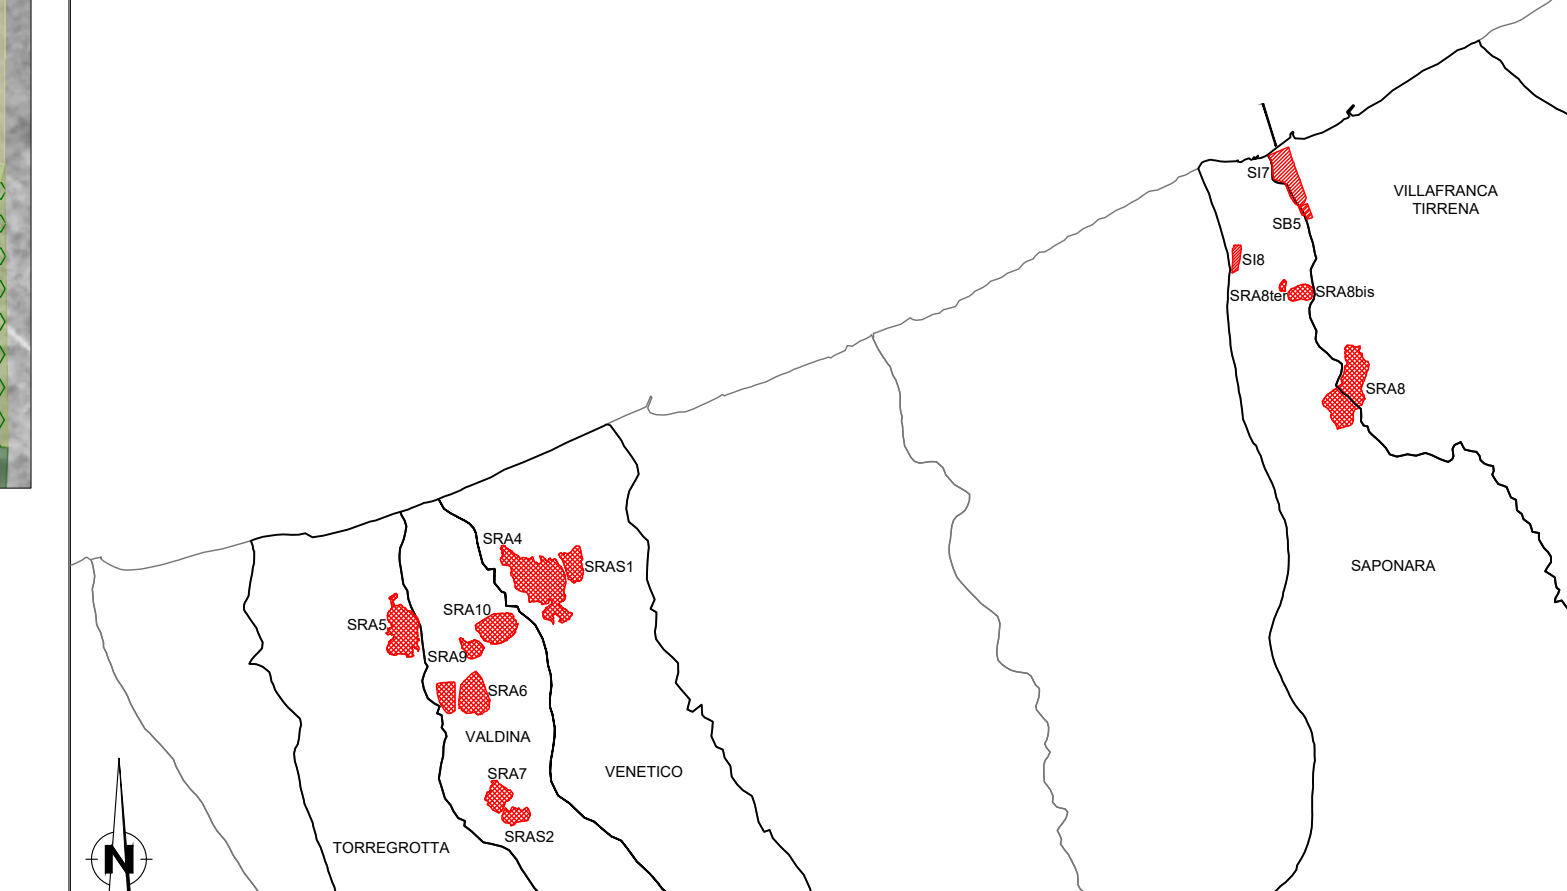 SI7
VILLAFRANCA
TIRRENA
SB5
SI8
SRA8ter
SRA8bis
SRA8
SRA4
SRAS1
SAPONARA
SRA10
SRA5
SRA9
SRA6
VALDINA
VENETICO
SRA7
SRAS2
TORREGROTTA
N